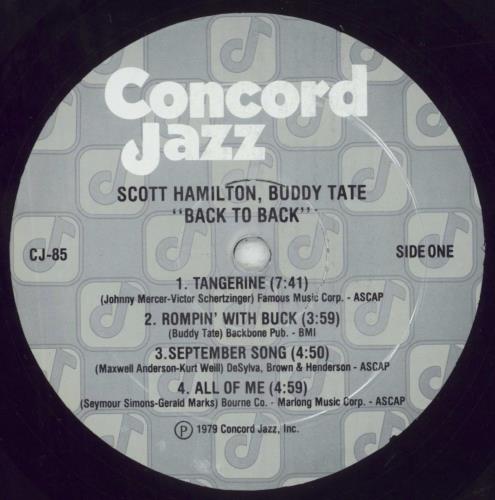 Concord
Jazz
SCOTT HAMILTON, BUDDY TATE
"BACK TO BACK"
CJ-85
SIDE ONE
1. TANGERINE (7:41)
(Johnny Mercer-Victor Schertzinger) Famous Music Corp. - ASCAP
2. ROMPIN' WITH BUCK (3:59)
(Buddy Tate) Backbone Pub. - BMI
3.SEPTEMBER SONG (4:50)
(Maxwell Anderson-Kurt Weill) DeSylva, Brown & Henderson - ASCAP
4. ALL OF ME (4:59)
(Seymour Simons-Gerald Marks) Bourne Co. - Marlong Music Corp. - ASCAP
℗ 1979 Concord Jazz, Inc.